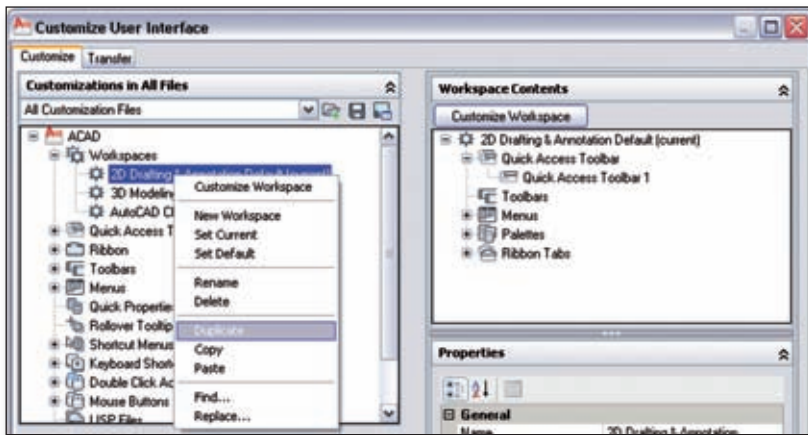 Customize User Interface
Customize Transfer
Customizations in All Files
All Customization Files
ACAD
Workspaces
2D Drafting & Annotation Default (current)
3D Modelin
AutoCAD Cl
Quick Access T
Ribbon
Toolbars
Menus
Quick Propertie
Rollover Tooltip
Shortcut Menus
Keyboard Short
Double Click Ac
Mouse Buttons
LISP Files
Customize Workspace
New Workspace
Set Current
Set Default
Rename
Delete
Duplicate
Copy
Paste
Find...
Replace...
Workspace Contents
Customize Workspace
2D Drafting & Annotation Default (current)
Quick Access Toolbar
Quick Access Toolbar 1
Toolbars
Menus
Palettes
Ribbon Tabs
Properties
General
Name 2D Drafting & Annotation